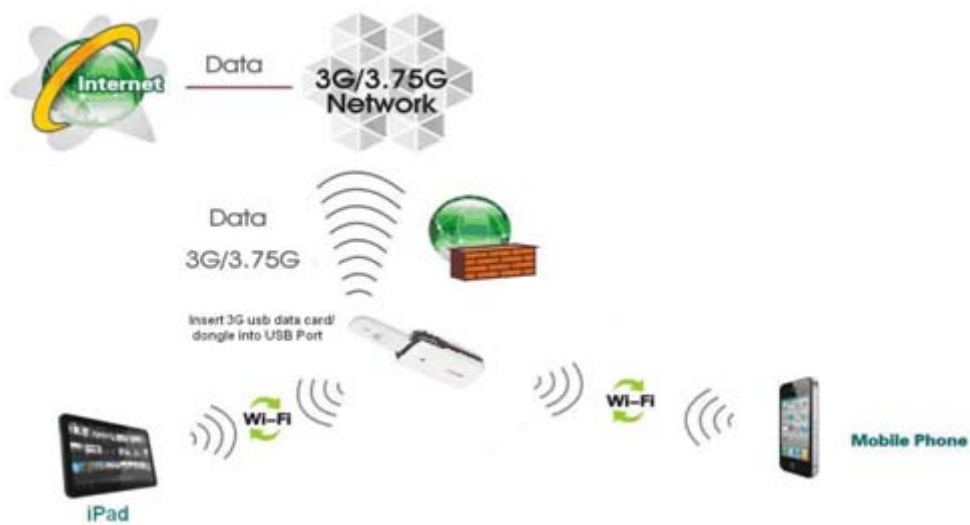 Internet
Data
3G/3.75G
Network
Data
3G/3.75G
Insert 3G usb data card/
dongle into USB Port
Wi-Fi
Wi-Fi
Mobile Phone
iPad